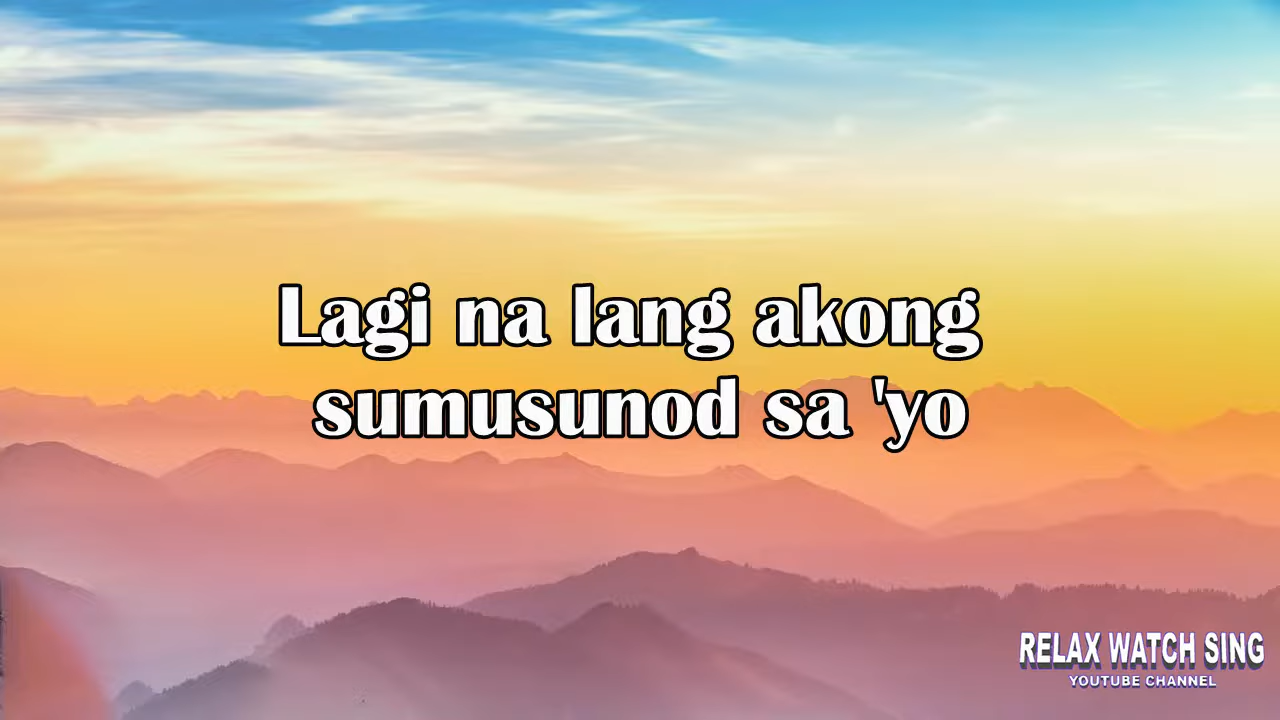 Lagi na lang akong
sumusunod sa 'yo
RELAX WATCH SING
YOUTUBE CHANNEL